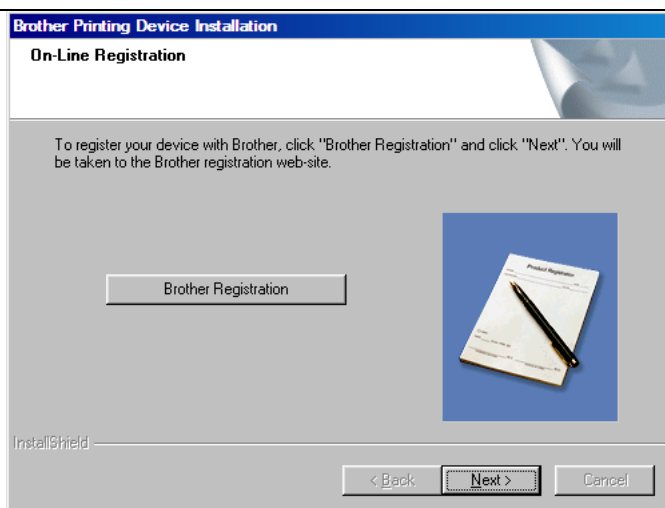 Brother Printing Device Installation
On-Line Registration
To register your device with Brother, click "Brother Registration" and click "Next". You will
be taken to the Brother registration web-site.
Product Registration
Brother Registration
InstallShield
< Back
Next >
Cancel